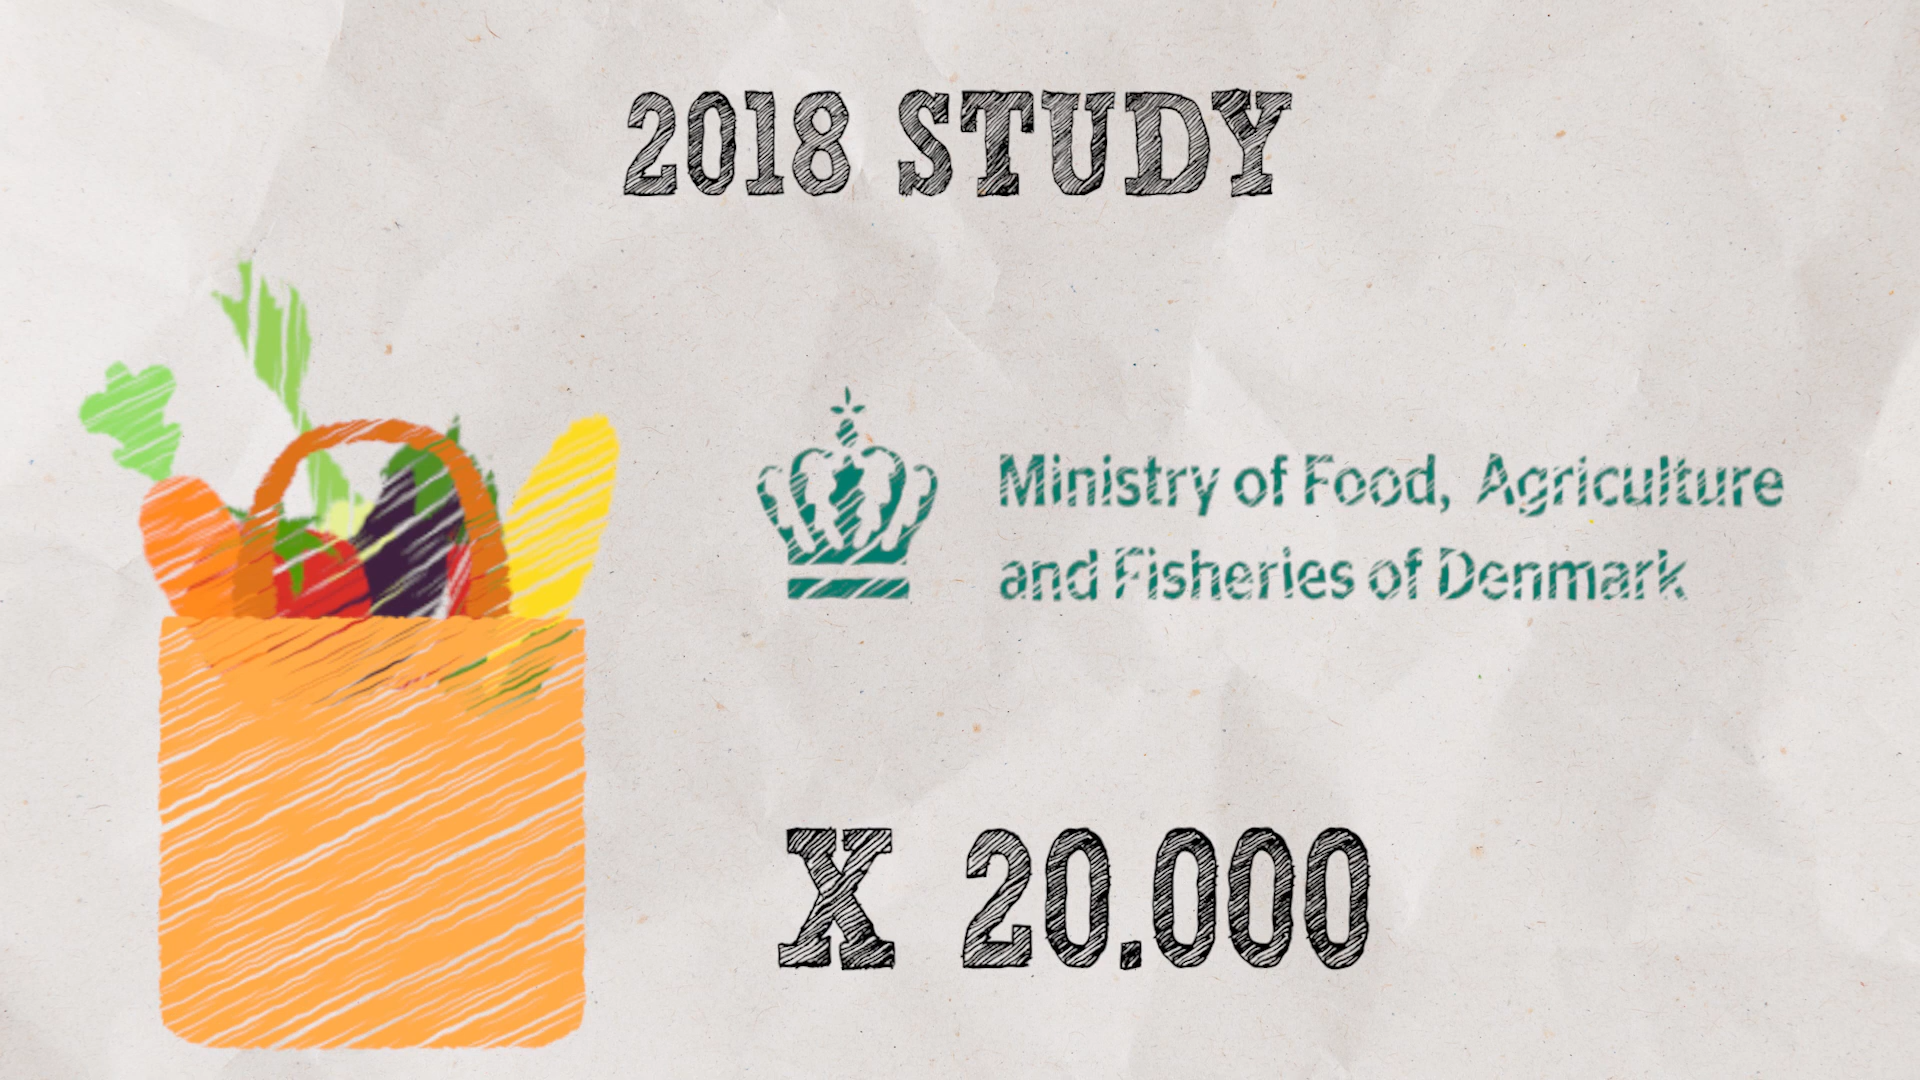 2018 STUDY
Ministry of Food, Agriculture
and Fisheries of Denmark
X 20.000